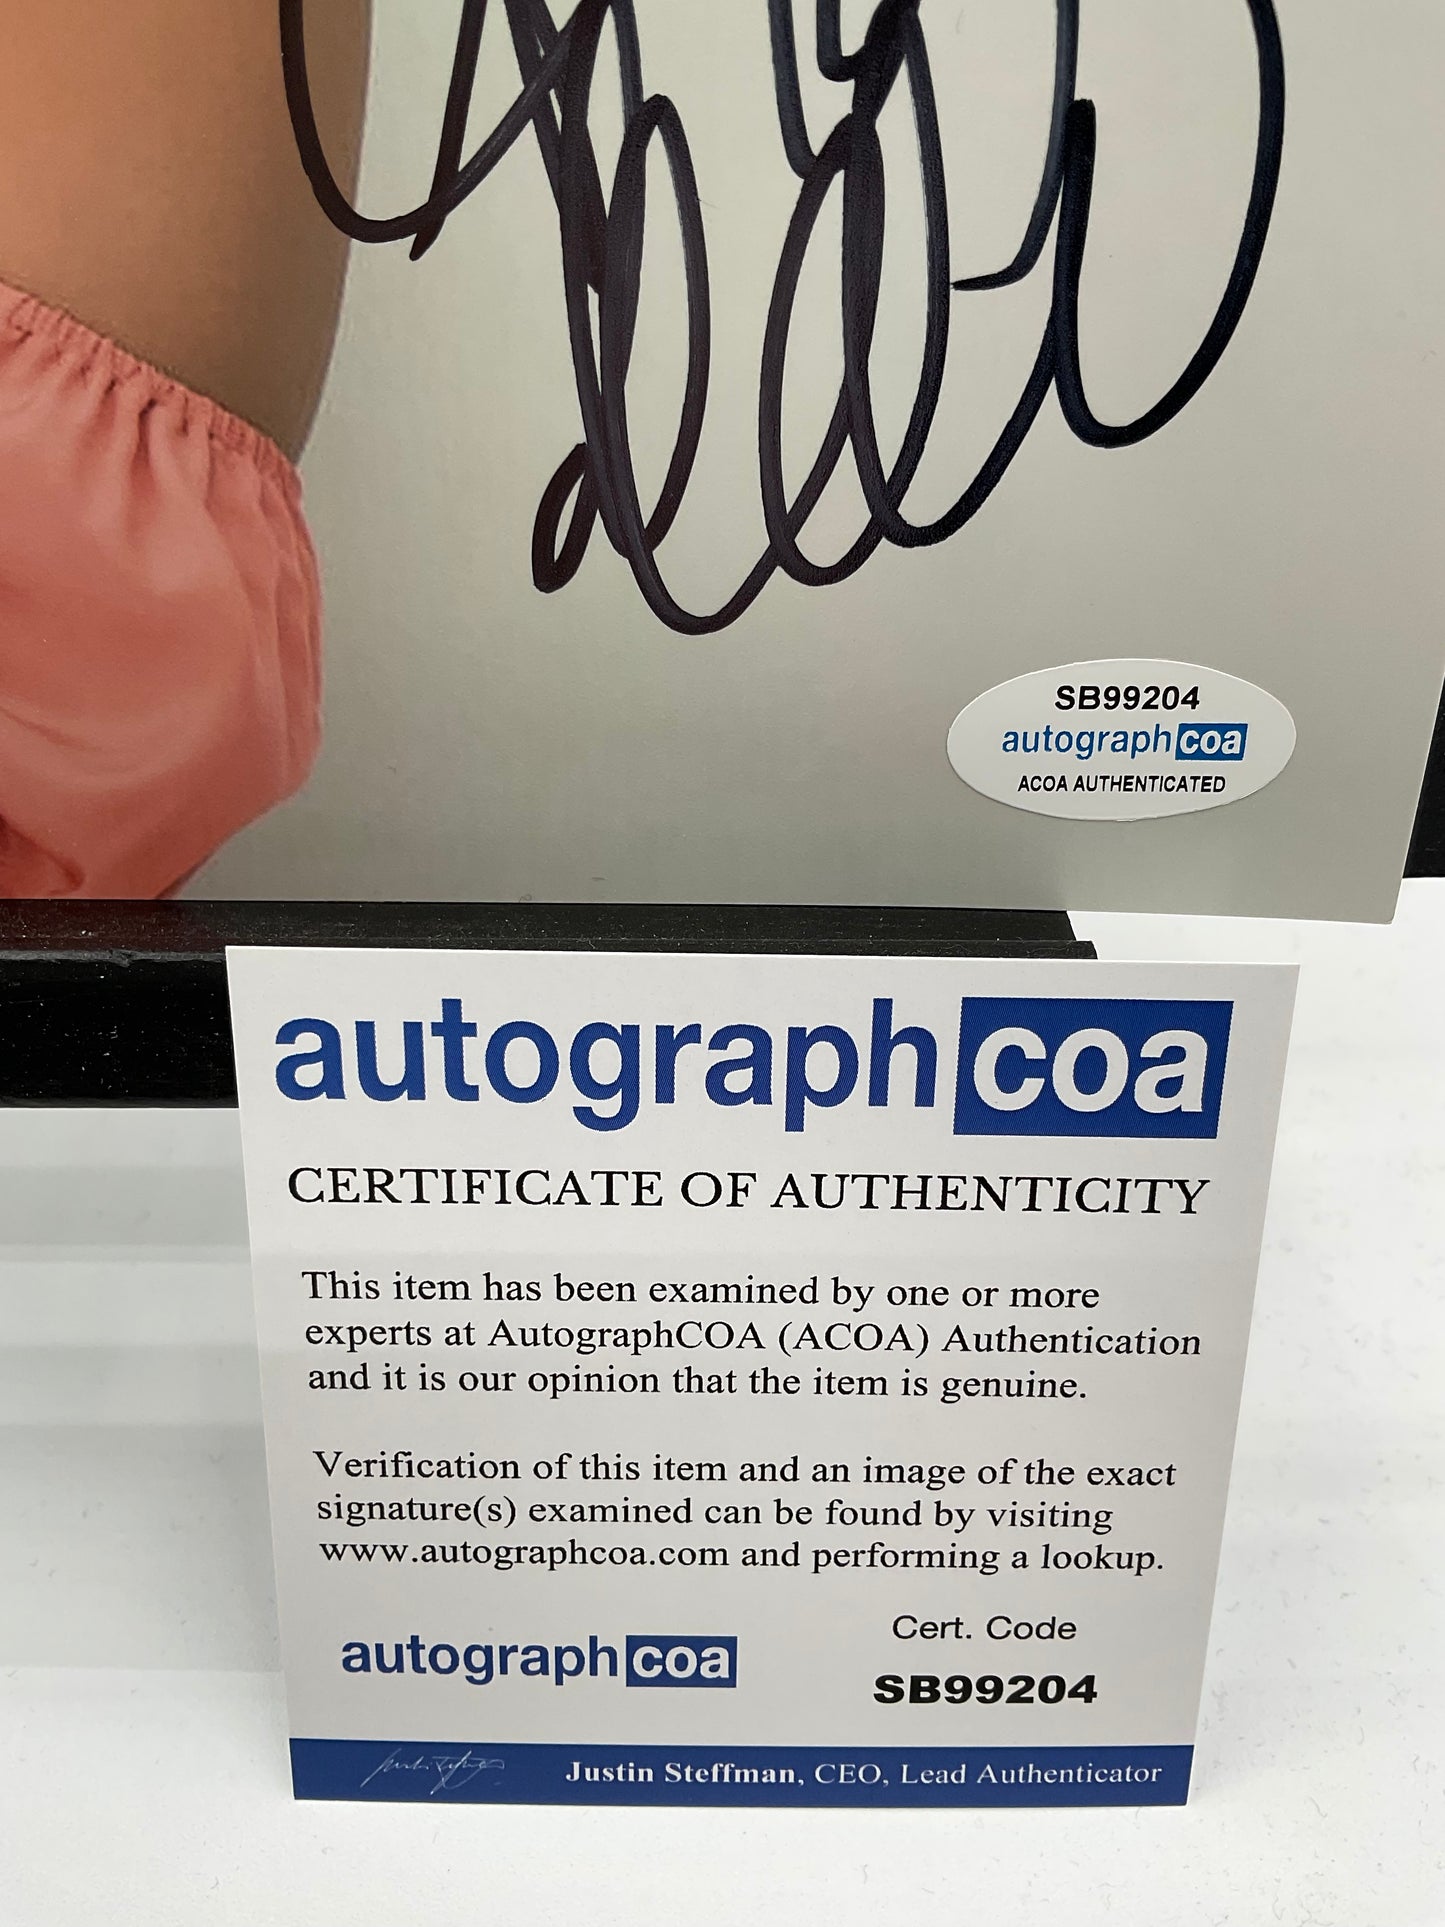 SB99204
autographcoa
ACOA AUTHENTICATED
autographcoa
CERTIFICATE OF AUTHENTICITY
This item has been examined by one or more
experts at AutographCOA (ACOA) Authentication
and it is our opinion that the item is genuine.
Verification of this item and an image of the exact
signature(s) examined can be found by visiting
www.autographcoa.com and performing a lookup.
Cert. Code
autographcoa
SB99204
Justin Steffman, CEO, Lead Authenticator